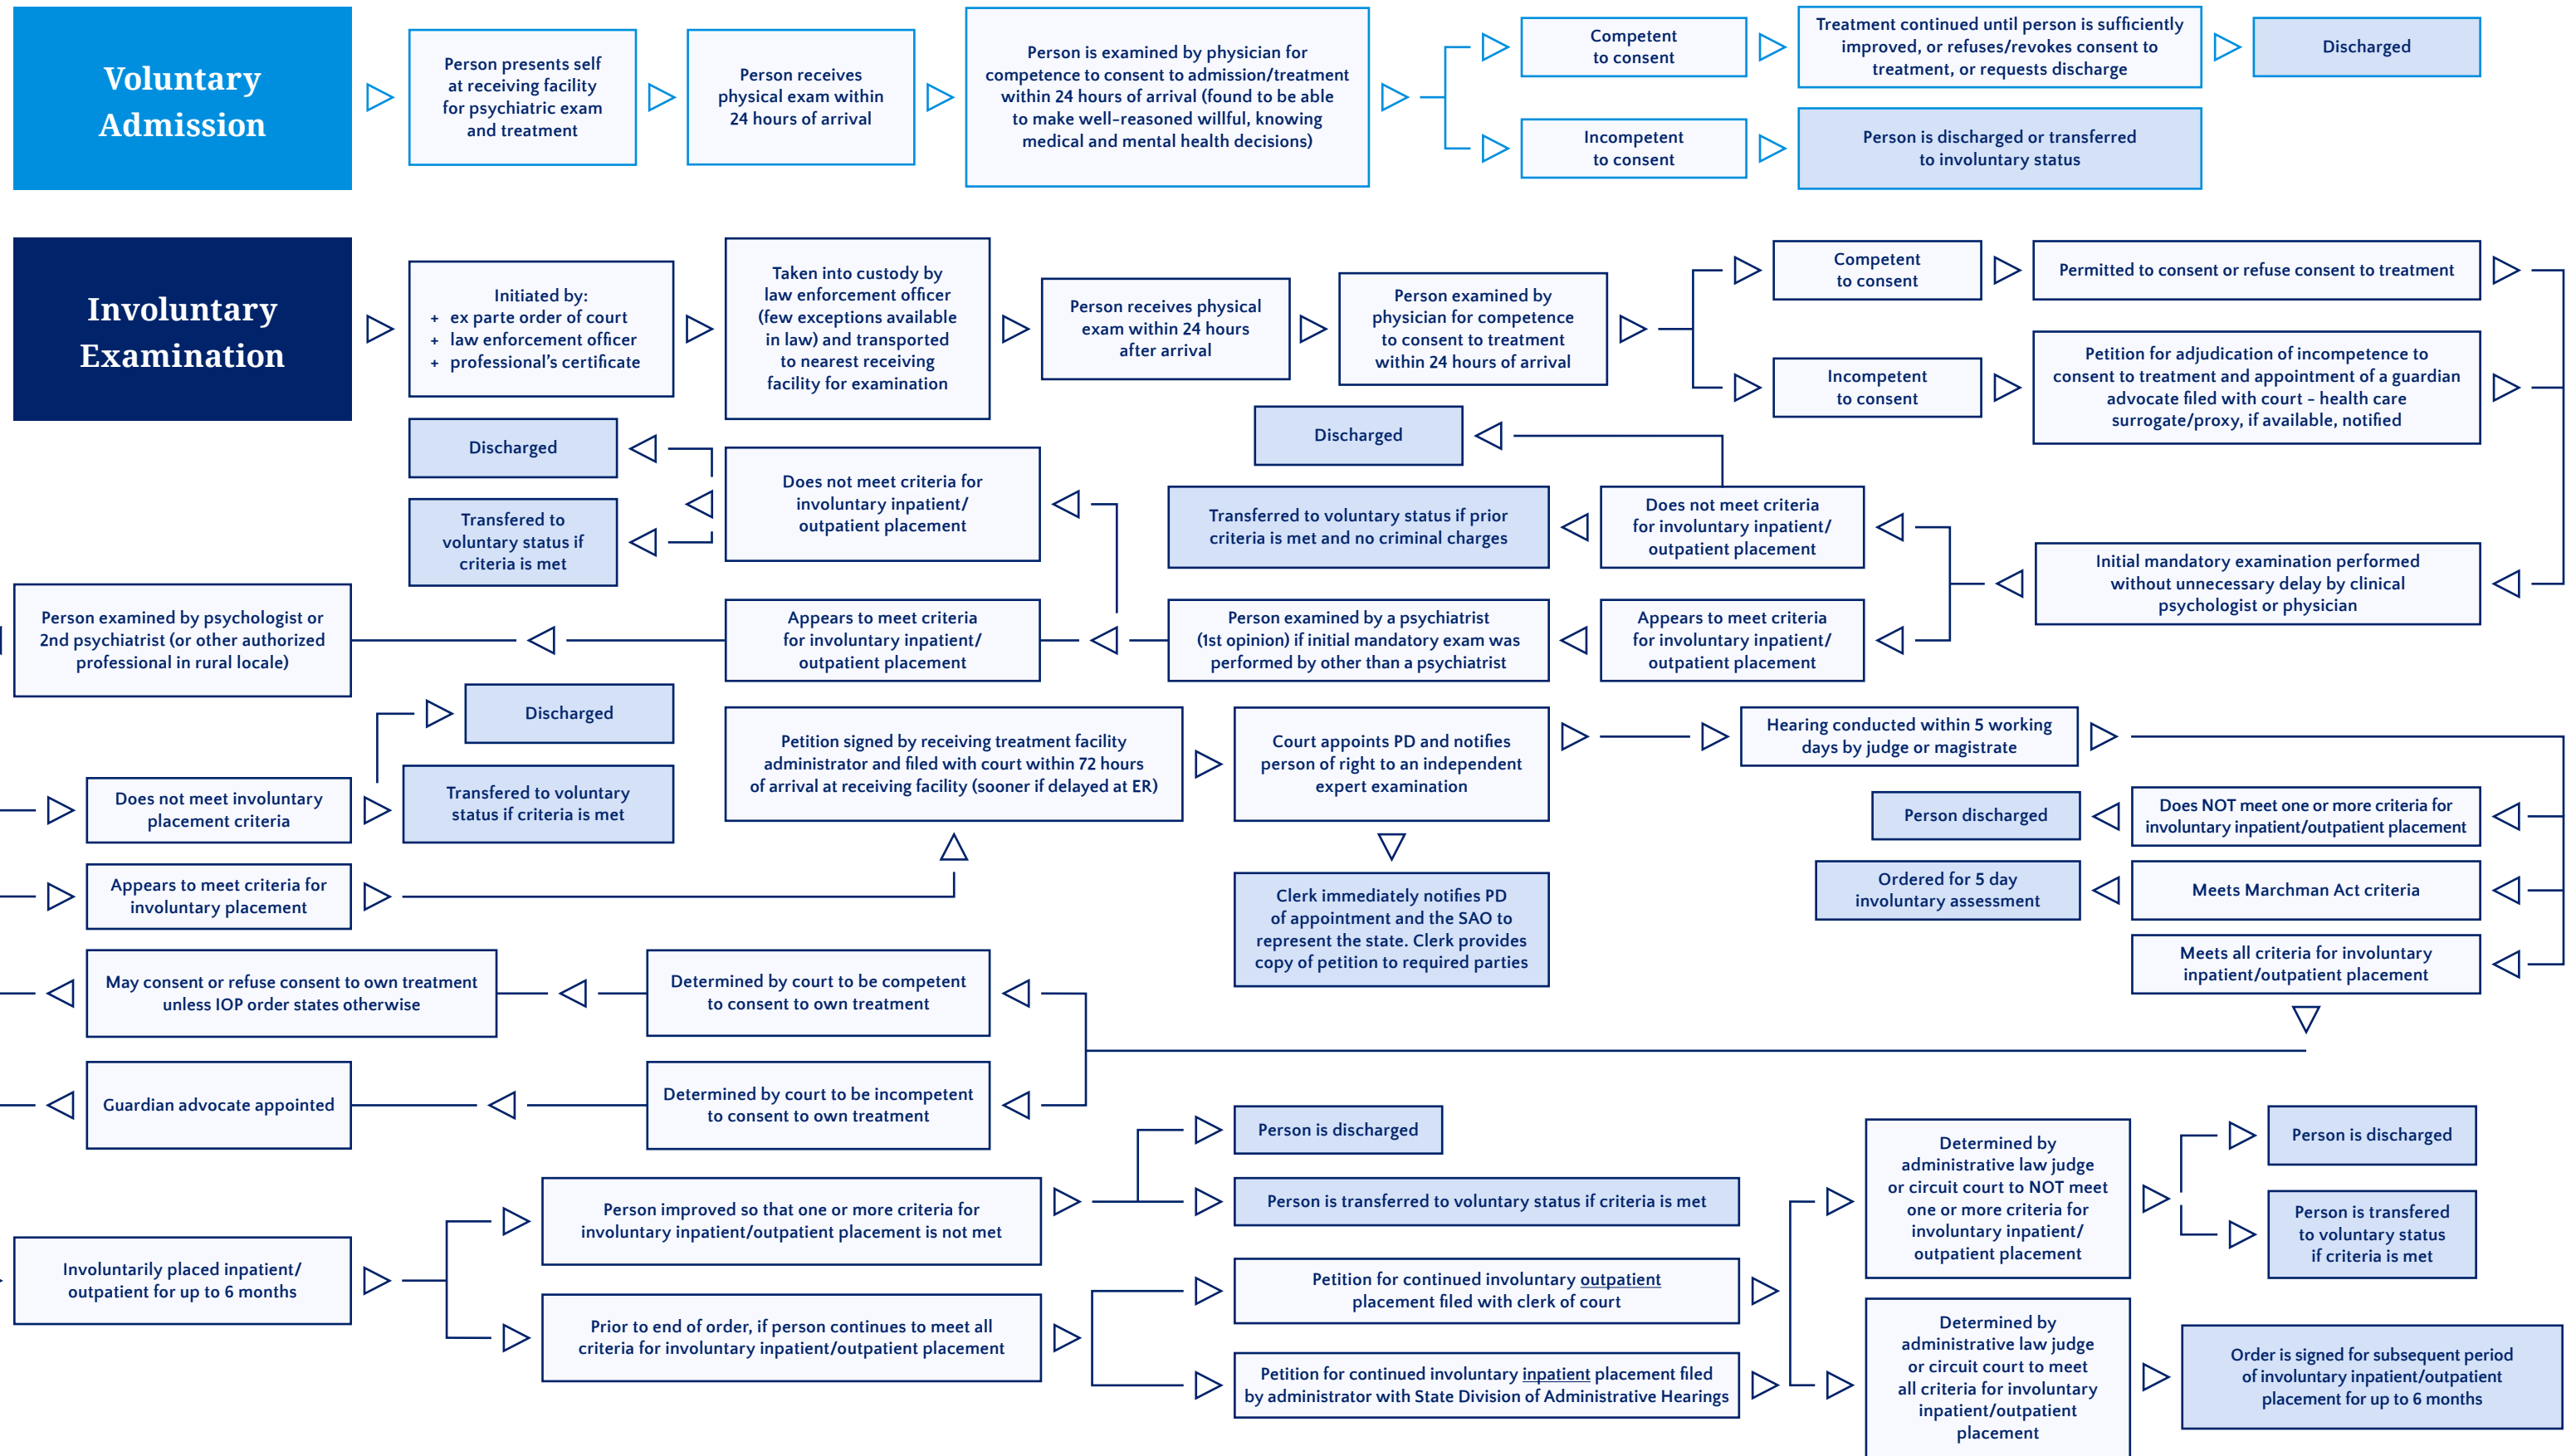 Voluntary
Admission
Person presents self
at receiving facility
for psychiatric exam
and treatment
Person receives
physical exam within
24 hours of arrival
Person is examined by physician for
competence to consent to admission/treatment
within 24 hours of arrival (found to be able
to make well-reasoned willful, knowing
medical and mental health decisions)
Competent
to consent
Treatment continued until person is sufficiently
improved, or refuses/revokes consent to
treatment, or requests discharge
Discharged
Incompetent
to consent
Person is discharged or transferred
to involuntary status
Involuntary
Examination
Initiated by:
+ ex parte order of court
+ law enforcement officer
+ professional's certificate
Taken into custody by
law enforcement officer
(few exceptions available
in law) and transported
to nearest receiving
facility for examination
Person receives physical
exam within 24 hours
after arrival
Person examined by
physician for competence
to consent to treatment
within 24 hours of arrival
Competent
to consent
Permitted to consent or refuse consent to treatment
Incompetent
to consent
Petition for adjudication of incompetence to
consent to treatment and appointment of a guardian
advocate filed with court - health care
surrogate/proxy, if available, notified
Initial mandatory examination performed
without unnecessary delay by clinical
psychologist or physician
Does not meet criteria
for involuntary inpatient/
outpatient placement
Discharged
Transferred to voluntary status if prior
criteria is met and no criminal charges
Appears to meet criteria
for involuntary inpatient/
outpatient placement
Person examined by a psychiatrist
(1st opinion) if initial mandatory exam was
performed by other than a psychiatrist
Does not meet criteria for
involuntary inpatient/
outpatient placement
Discharged
Transfered to
voluntary status if
criteria is met
Appears to meet criteria
for involuntary inpatient/
outpatient placement
Person examined by psychologist or
2nd psychiatrist (or other authorized
professional in rural locale)
Does not meet involuntary
placement criteria
Discharged
Transfered to voluntary
status if criteria is met
Appears to meet criteria for
involuntary placement
Petition signed by receiving treatment facility
administrator and filed with court within 72 hours
of arrival at receiving facility (sooner if delayed at ER)
Court appoints PD and notifies
person of right to an independent
expert examination
Clerk immediately notifies PD
of appointment and the SAO to
represent the state. Clerk provides
copy of petition to required parties
Hearing conducted within 5 working
days by judge or magistrate
Does NOT meet one or more criteria for
involuntary inpatient/outpatient placement
Person discharged
Meets Marchman Act criteria
Ordered for 5 day
involuntary assessment
Meets all criteria for involuntary
inpatient/outpatient placement
Determined by court to be competent
to consent to own treatment
May consent or refuse consent to own treatment
unless IOP order states otherwise
Determined by court to be incompetent
to consent to own treatment
Guardian advocate appointed
Involuntarily placed inpatient/
outpatient for up to 6 months
Person improved so that one or more criteria for
involuntary inpatient/outpatient placement is not met
Person is discharged
Person is transferred to voluntary status if criteria is met
Prior to end of order, if person continues to meet all
criteria for involuntary inpatient/outpatient placement
Petition for continued involuntary outpatient
placement filed with clerk of court
Petition for continued involuntary inpatient placement filed
by administrator with State Division of Administrative Hearings
Determined by
administrative law judge
or circuit court to NOT meet
one or more criteria for
involuntary inpatient/
outpatient placement
Person is discharged
Person is transfered
to voluntary status
if criteria is met
Determined by
administrative law judge
or circuit court to meet
all criteria for involuntary
inpatient/outpatient
placement
Order is signed for subsequent period
of involuntary inpatient/outpatient
placement for up to 6 months